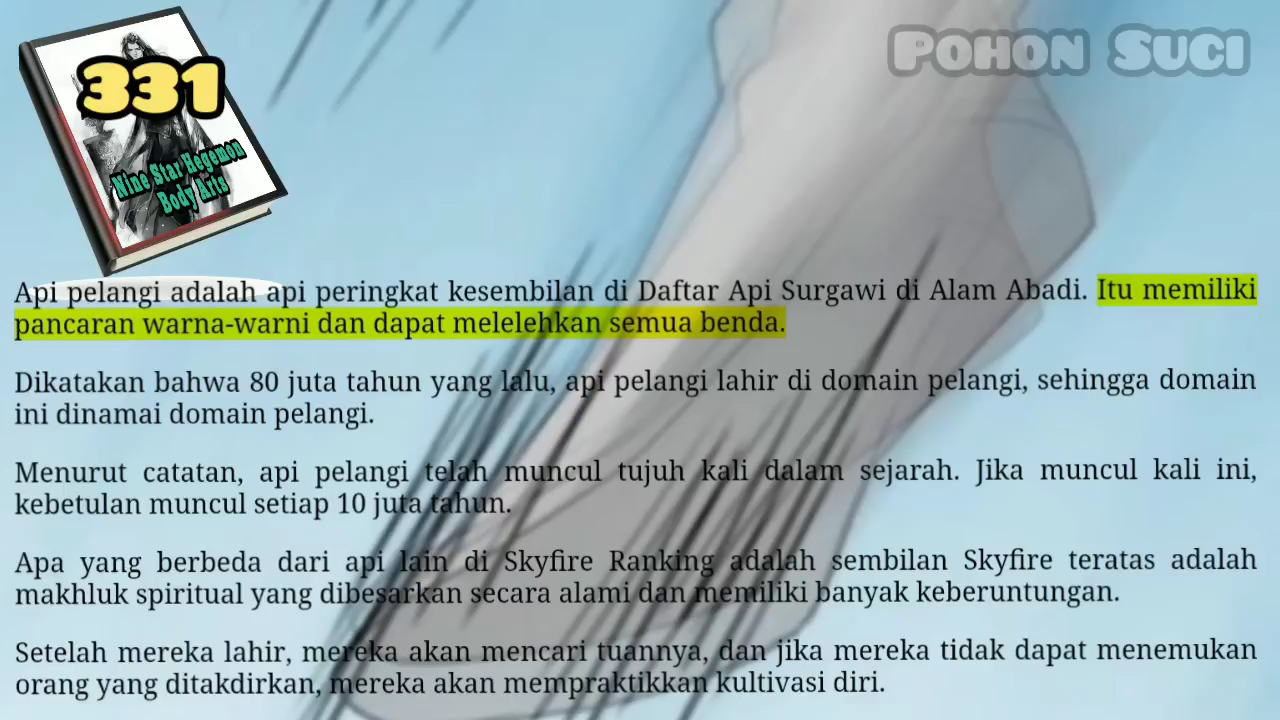 331
Nine Star Hegemon
Body Arts
Pohon Suci
Api pelangi adalah api peringkat kesembilan di Daftar Api Surgawi di Alam Abadi. Itu memiliki
pancaran warna-warni dan dapat melelehkan semua benda.
Dikatakan bahwa 80 juta tahun yang lalu, api pelangi lahir di domain pelangi, sehingga domain
ini dinamai domain pelangi.
Menurut catatan, api pelangi telah muncul tujuh kali dalam sejarah. Jika muncul kali ini,
kebetulan muncul setiap 10 juta tahun.
Apa yang berbeda dari api lain di Skyfire Ranking adalah sembilan Skyfire teratas adalah
makhluk spiritual yang dibesarkan secara alami dan memiliki banyak keberuntungan.
Setelah mereka lahir, mereka akan mencari tuannya, dan jika mereka tidak dapat menemukan
orang yang ditakdirkan, mereka akan mempraktikkan kultivasi diri.